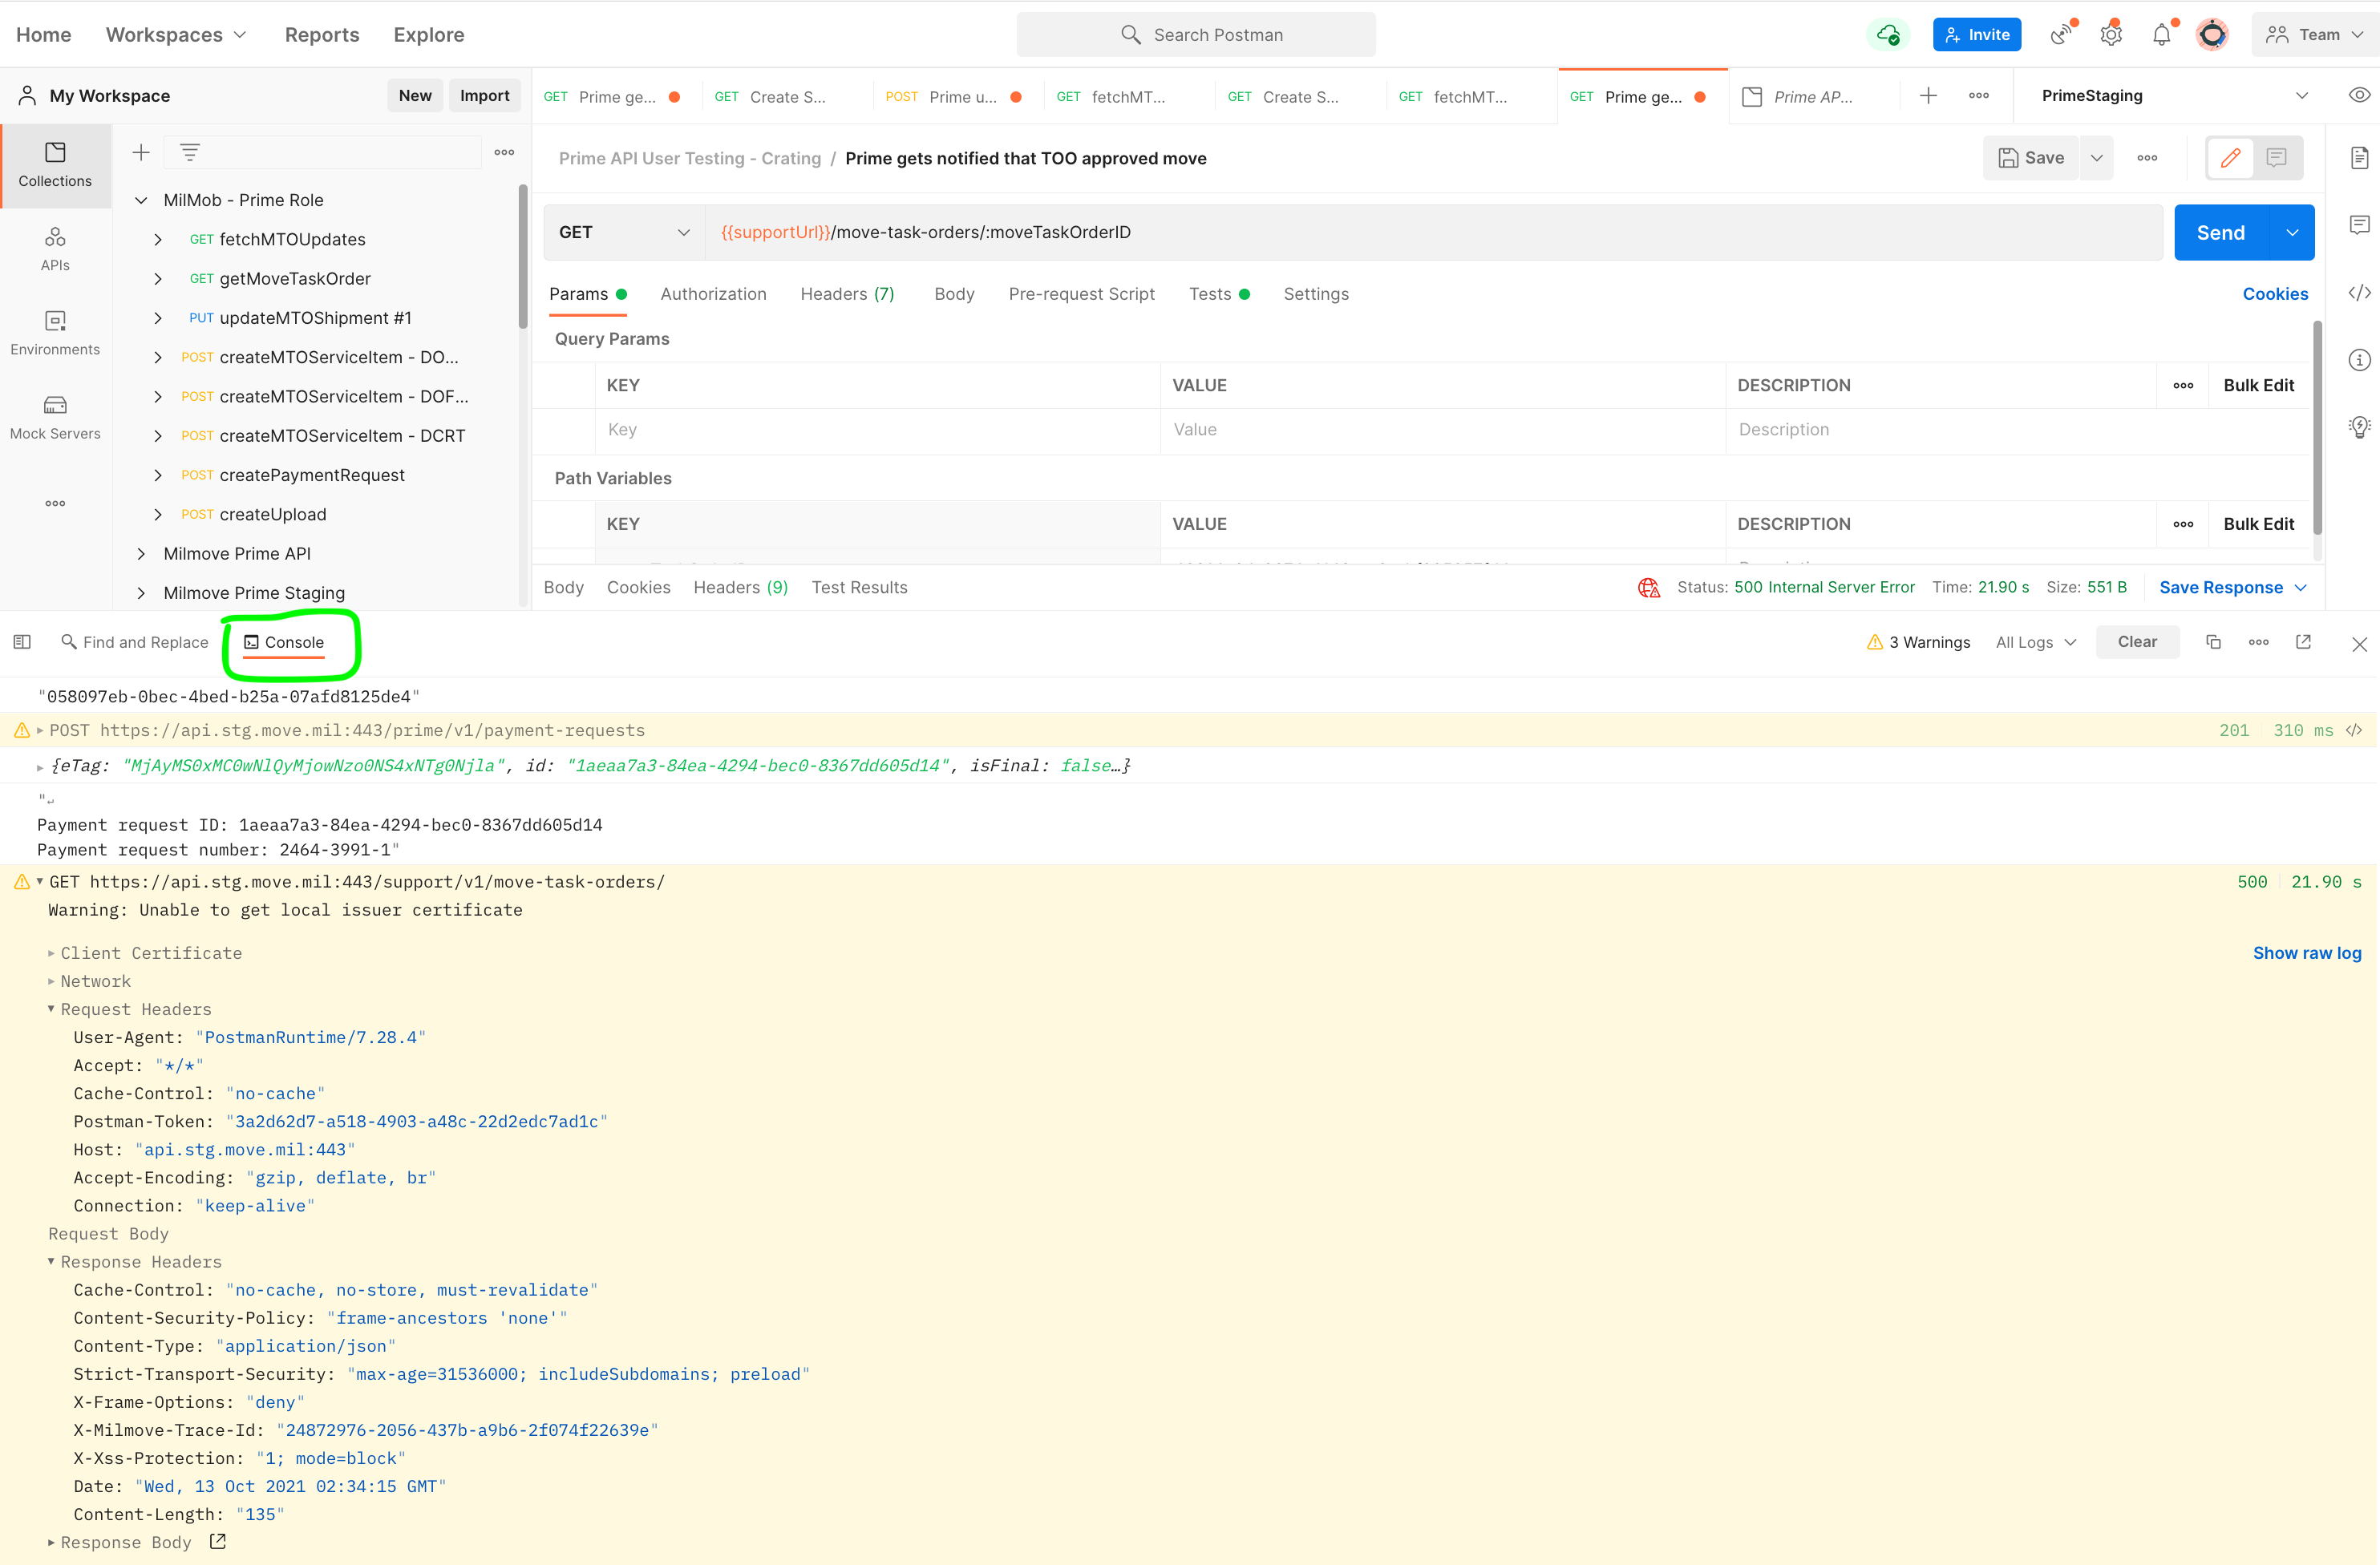 Home Workspaces Reports Explore Search Postman Invite Team
My Workspace New Import GET Prime ge... GET Create S... POST Prime u... GET fetchMT... GET Create S... GET fetchMT... GET Prime ge... Prime AP... PrimeStaging
Prime API User Testing - Crating / Prime gets notified that TOO approved move Save
Collections
APIs
Environments
Mock Servers
MilMob - Prime Role
GET fetchMTOUpdates
GET getMoveTaskOrder
PUT updateMTOShipment #1
POST createMTOServiceItem - DO...
POST createMTOServiceItem - DOF...
POST createMTOServiceItem - DCRT
POST createPaymentRequest
POST createUpload
Milmove Prime API
Milmove Prime Staging
GET {{supportUrl}}/move-task-orders/:moveTaskOrderID Send
Params Authorization Headers (7) Body Pre-request Script Tests Settings Cookies
Query Params
KEY VALUE DESCRIPTION Bulk Edit
Key Value Description
Path Variables
KEY VALUE DESCRIPTION Bulk Edit
Body Cookies Headers (9) Test Results Status: 500 Internal Server Error Time: 21.90 s Size: 551 B Save Response
Find and Replace Console 3 Warnings All Logs Clear
"058097eb-0bec-4bed-b25a-07afd8125de4"
POST https://api.stg.move.mil:443/prime/v1/payment-requests 201 310 ms
{eTag: "MjAyMS0xMC0wNlQyMjowNzo0NS4xNTg0Njla", id: "1aeaa7a3-84ea-4294-bec0-8367dd605d14", isFinal: false…}
"↵
Payment request ID: 1aeaa7a3-84ea-4294-bec0-8367dd605d14
Payment request number: 2464-3991-1"
GET https://api.stg.move.mil:443/support/v1/move-task-orders/ 500 21.90 s
Warning: Unable to get local issuer certificate
Client Certificate Show raw log
Network
Request Headers
User-Agent: "PostmanRuntime/7.28.4"
Accept: "*/*"
Cache-Control: "no-cache"
Postman-Token: "3a2d62d7-a518-4903-a48c-22d2edc7ad1c"
Host: "api.stg.move.mil:443"
Accept-Encoding: "gzip, deflate, br"
Connection: "keep-alive"
Request Body
Response Headers
Cache-Control: "no-cache, no-store, must-revalidate"
Content-Security-Policy: "frame-ancestors 'none'"
Content-Type: "application/json"
Strict-Transport-Security: "max-age=31536000; includeSubdomains; preload"
X-Frame-Options: "deny"
X-Milmove-Trace-Id: "24872976-2056-437b-a9b6-2f074f22639e"
X-Xss-Protection: "1; mode=block"
Date: "Wed, 13 Oct 2021 02:34:15 GMT"
Content-Length: "135"
Response Body